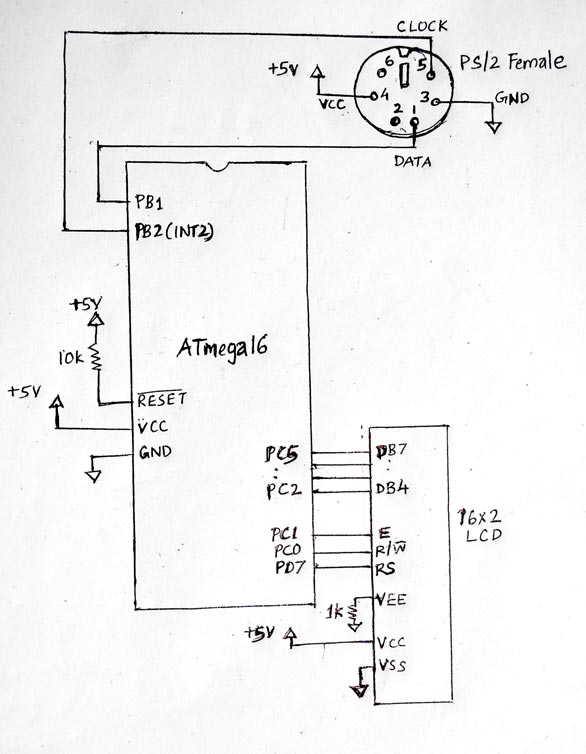 CLOCK
PS/2 Female
+5V
6
5
4
3
VCC
GND
2
1
DATA
PB1
PB2(INT2)
ATmega16
+5V
10k
+5V
RESET
VCC
GND
PC5
DB7
:
:
PC2
DB4
16x2
LCD
PC1
E
PC0
R/W̅
PD7
RS
VEE
1k
+5V
VCC
VSS